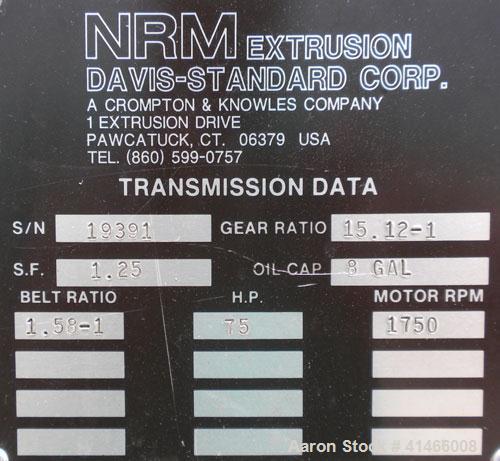 NRM EXTRUSION
DAVIS-STANDARD CORP.
A CROMPTON & KNOWLES COMPANY
1 EXTRUSION DRIVE
PAWCATUCK, CT. 06379 USA
TEL. (860) 599-0757
TRANSMISSION DATA
S/N 19391 GEAR RATIO 15.12-1
S.F. 1.25 OIL CAP 8 GAL
BELT RATIO H.P. MOTOR RPM
1.58-1 75 1750
Aaron Stock # 41466008